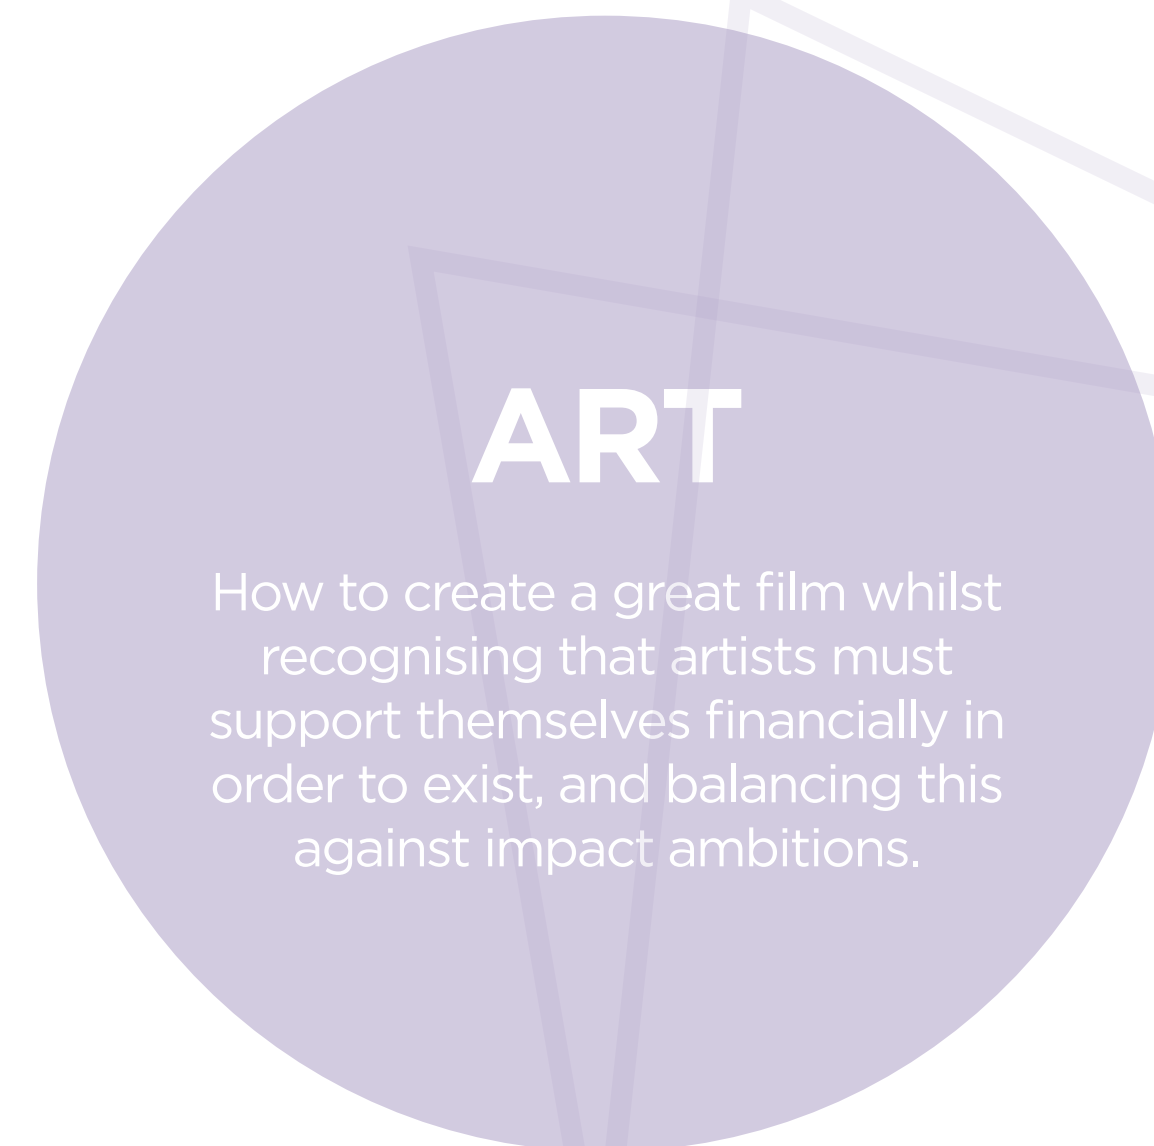 ART
How to create a great film whilst
recognising that artists must
support themselves financially in
order to exist, and balancing this
against impact ambitions.